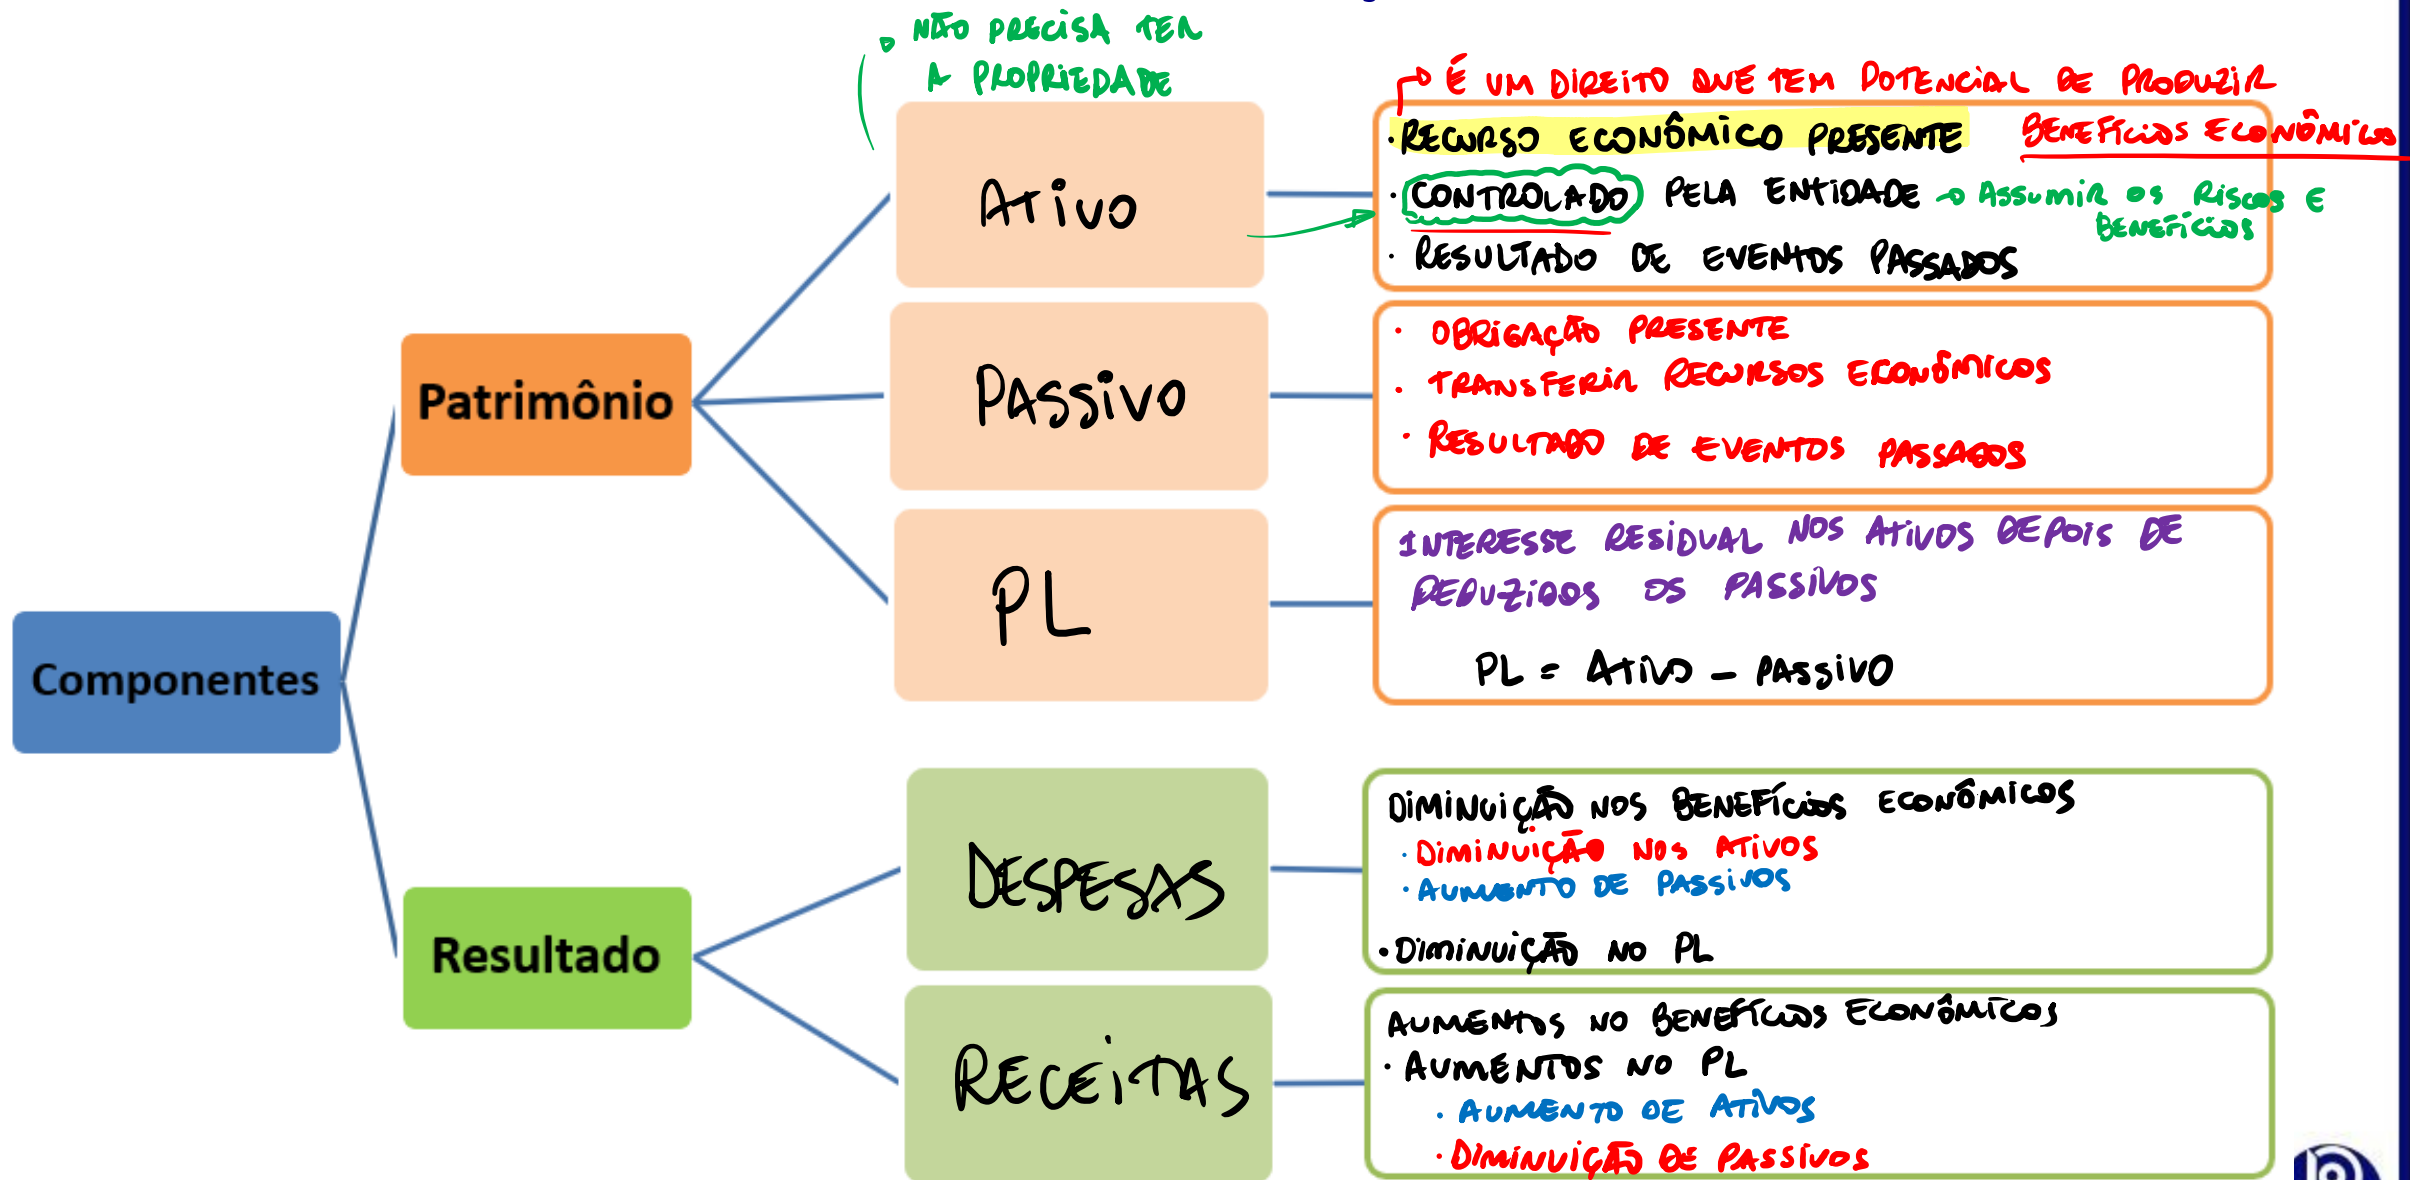 NÃO PRECISA TER
A PROPRIEDADE
É UM DIREITO QUE TEM POTENCIAL DE PRODUZIR
BENEFÍCIOS ECONÔMICOS
Ativo
• RECURSO ECONÔMICO PRESENTE
• CONTROLADO PELA ENTIDADE → ASSUMIR OS RISCOS E
BENEFÍCIOS
• RESULTADO DE EVENTOS PASSADOS
Patrimônio
PASSIVO
• OBRIGAÇÃO PRESENTE
• TRANSFERIR RECURSOS ECONÔMICOS
• RESULTADO DE EVENTOS PASSADOS
PL
INTERESSE RESIDUAL NOS ATIVOS DEPOIS DE
DEDUZIDOS OS PASSIVOS
PL = ATIVO - PASSIVO
Componentes
Resultado
DESPESAS
DIMINUIÇÃO NOS BENEFÍCIOS ECONÔMICOS
• DIMINUIÇÃO NOS ATIVOS
• AUMENTO DE PASSIVOS
• DIMINUIÇÃO NO PL
RECEITAS
AUMENTOS NO BENEFÍCIOS ECONÔMICOS
• AUMENTOS NO PL
• AUMENTO DE ATIVOS
• DIMINUIÇÃO DE PASSIVOS